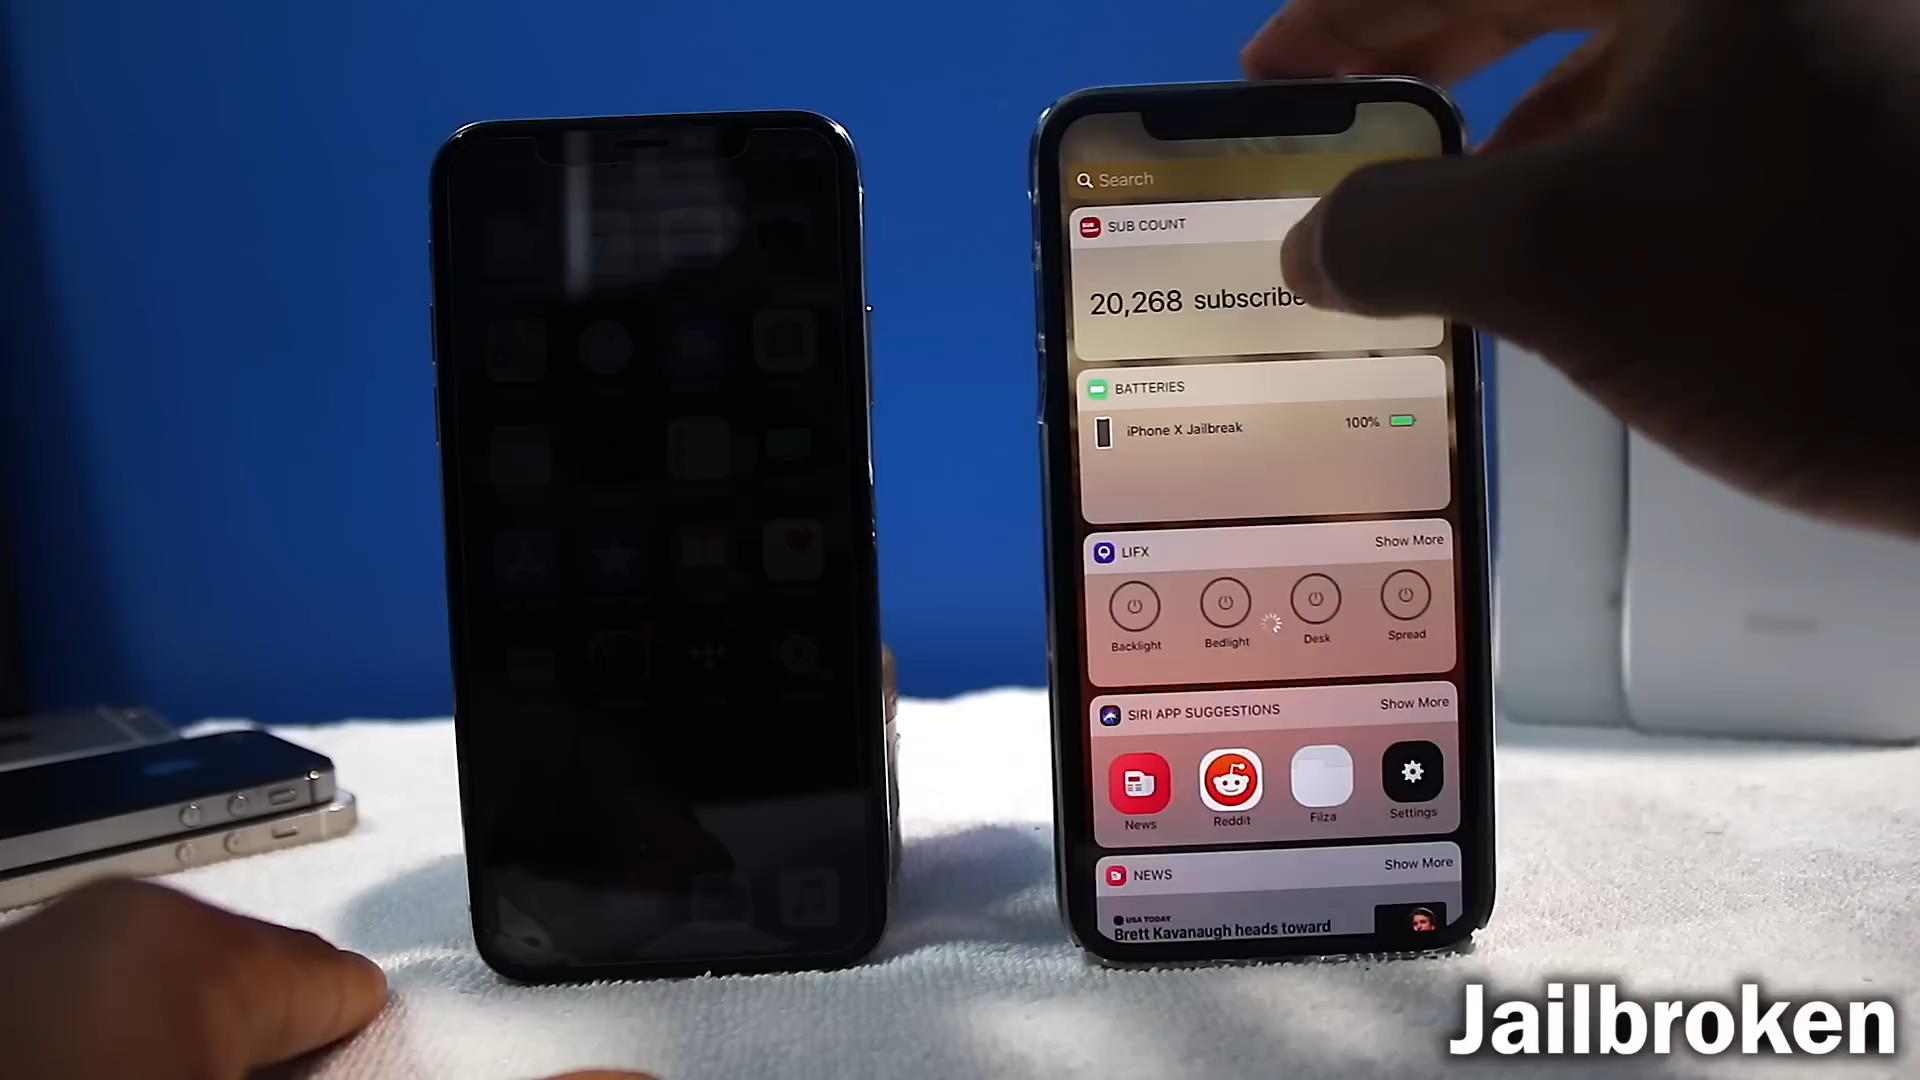 Search
SUB COUNT
20,268 subscribe
BATTERIES
iPhone X Jailbreak 100%
LIFX Show More
Backlight Bedlight Desk Spread
SIRI APP SUGGESTIONS Show More
News Reddit Filza Settings
NEWS Show More
USA TODAY
Brett Kavanaugh heads toward
Jailbroken